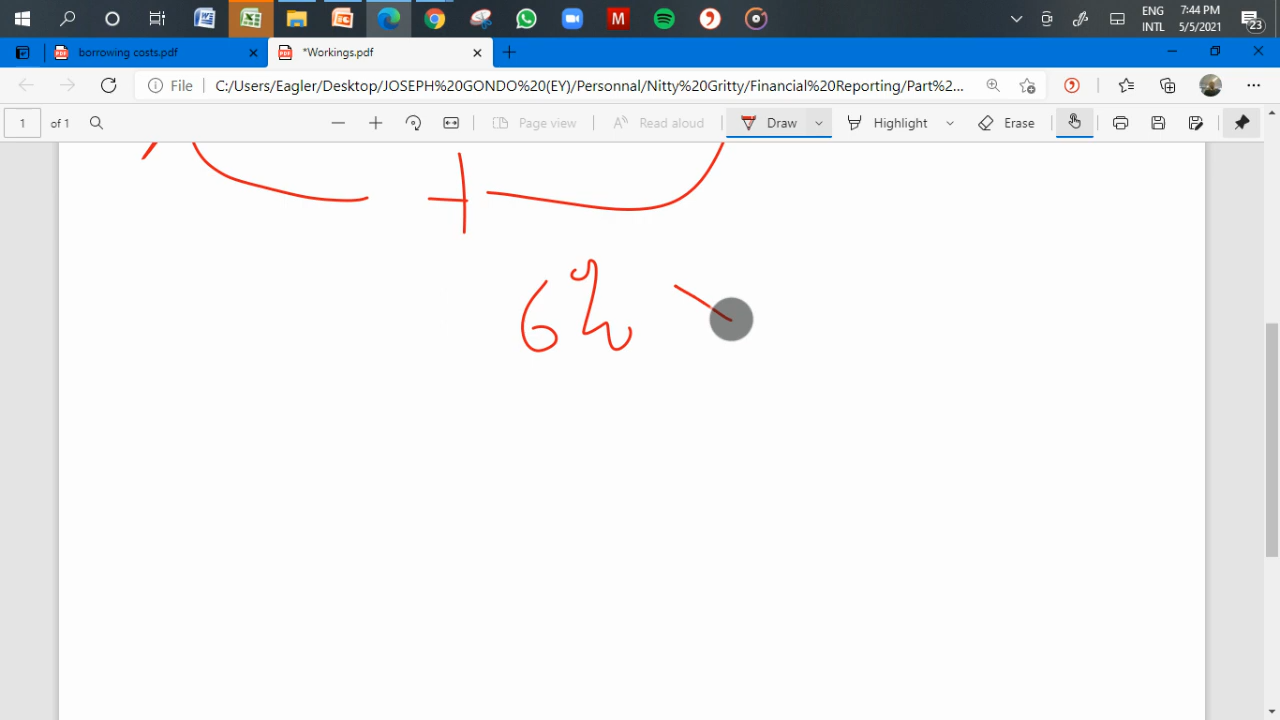 7:44 PM
ENG
INTL
5/5/2021
23
borrowing costs.pdf
*Workings.pdf
File
C:/Users/Eagler/Desktop/JOSEPH%20GONDO%20(EY)/Personnal/Nitty%20Gritty/Financial%20Reporting/Part%2...
1 of 1
Page view
Read aloud
Draw
Highlight
Erase
6%